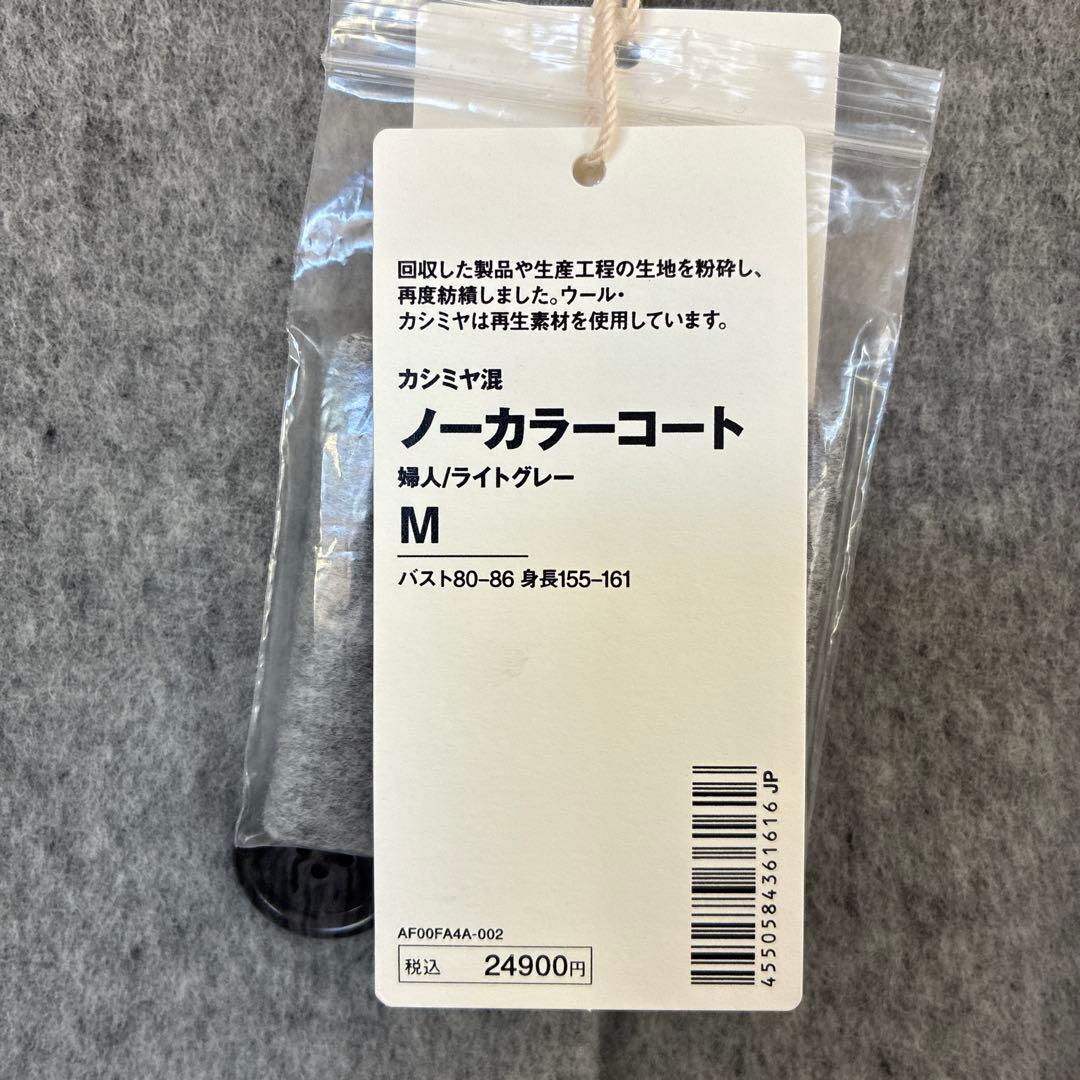 回収した製品や生産工程の生地を粉砕し、
再度紡績しました。ウール・
カシミヤは再生素材を使用しています。
カシミヤ混
ノーカラーコート
婦人/ライトグレー
M
バスト80–86 身長155–161
4550584361616 JP
AF00FA4A-002
税込 24900円